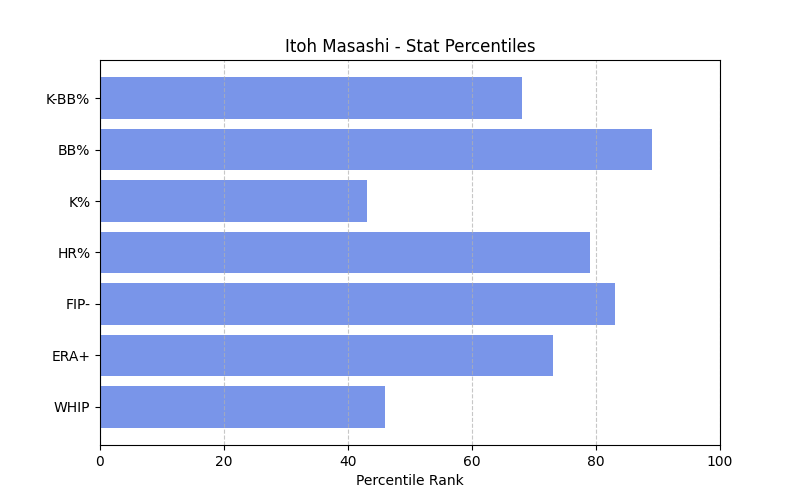 Itoh Masashi - Stat Percentiles
K-BB%
BB%
K%
HR%
FIP-
ERA+
WHIP
0 20 40 60 80 100
Percentile Rank